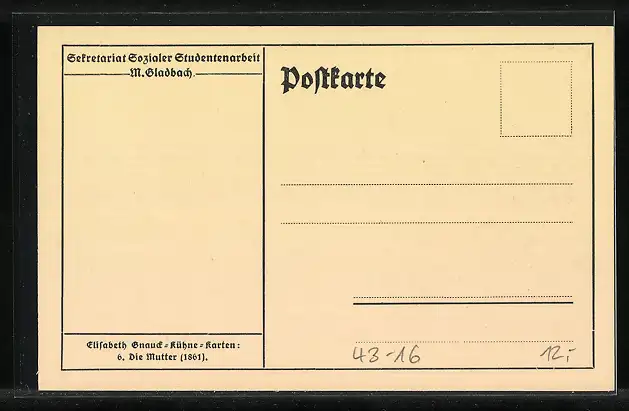 Sekretariat Sozialer Studentenarbeit
M. Gladbach
Postkarte
Elisabeth Gnauck=Kühne=Karten:
6. Die Mutter (1861).
43-16
12,-